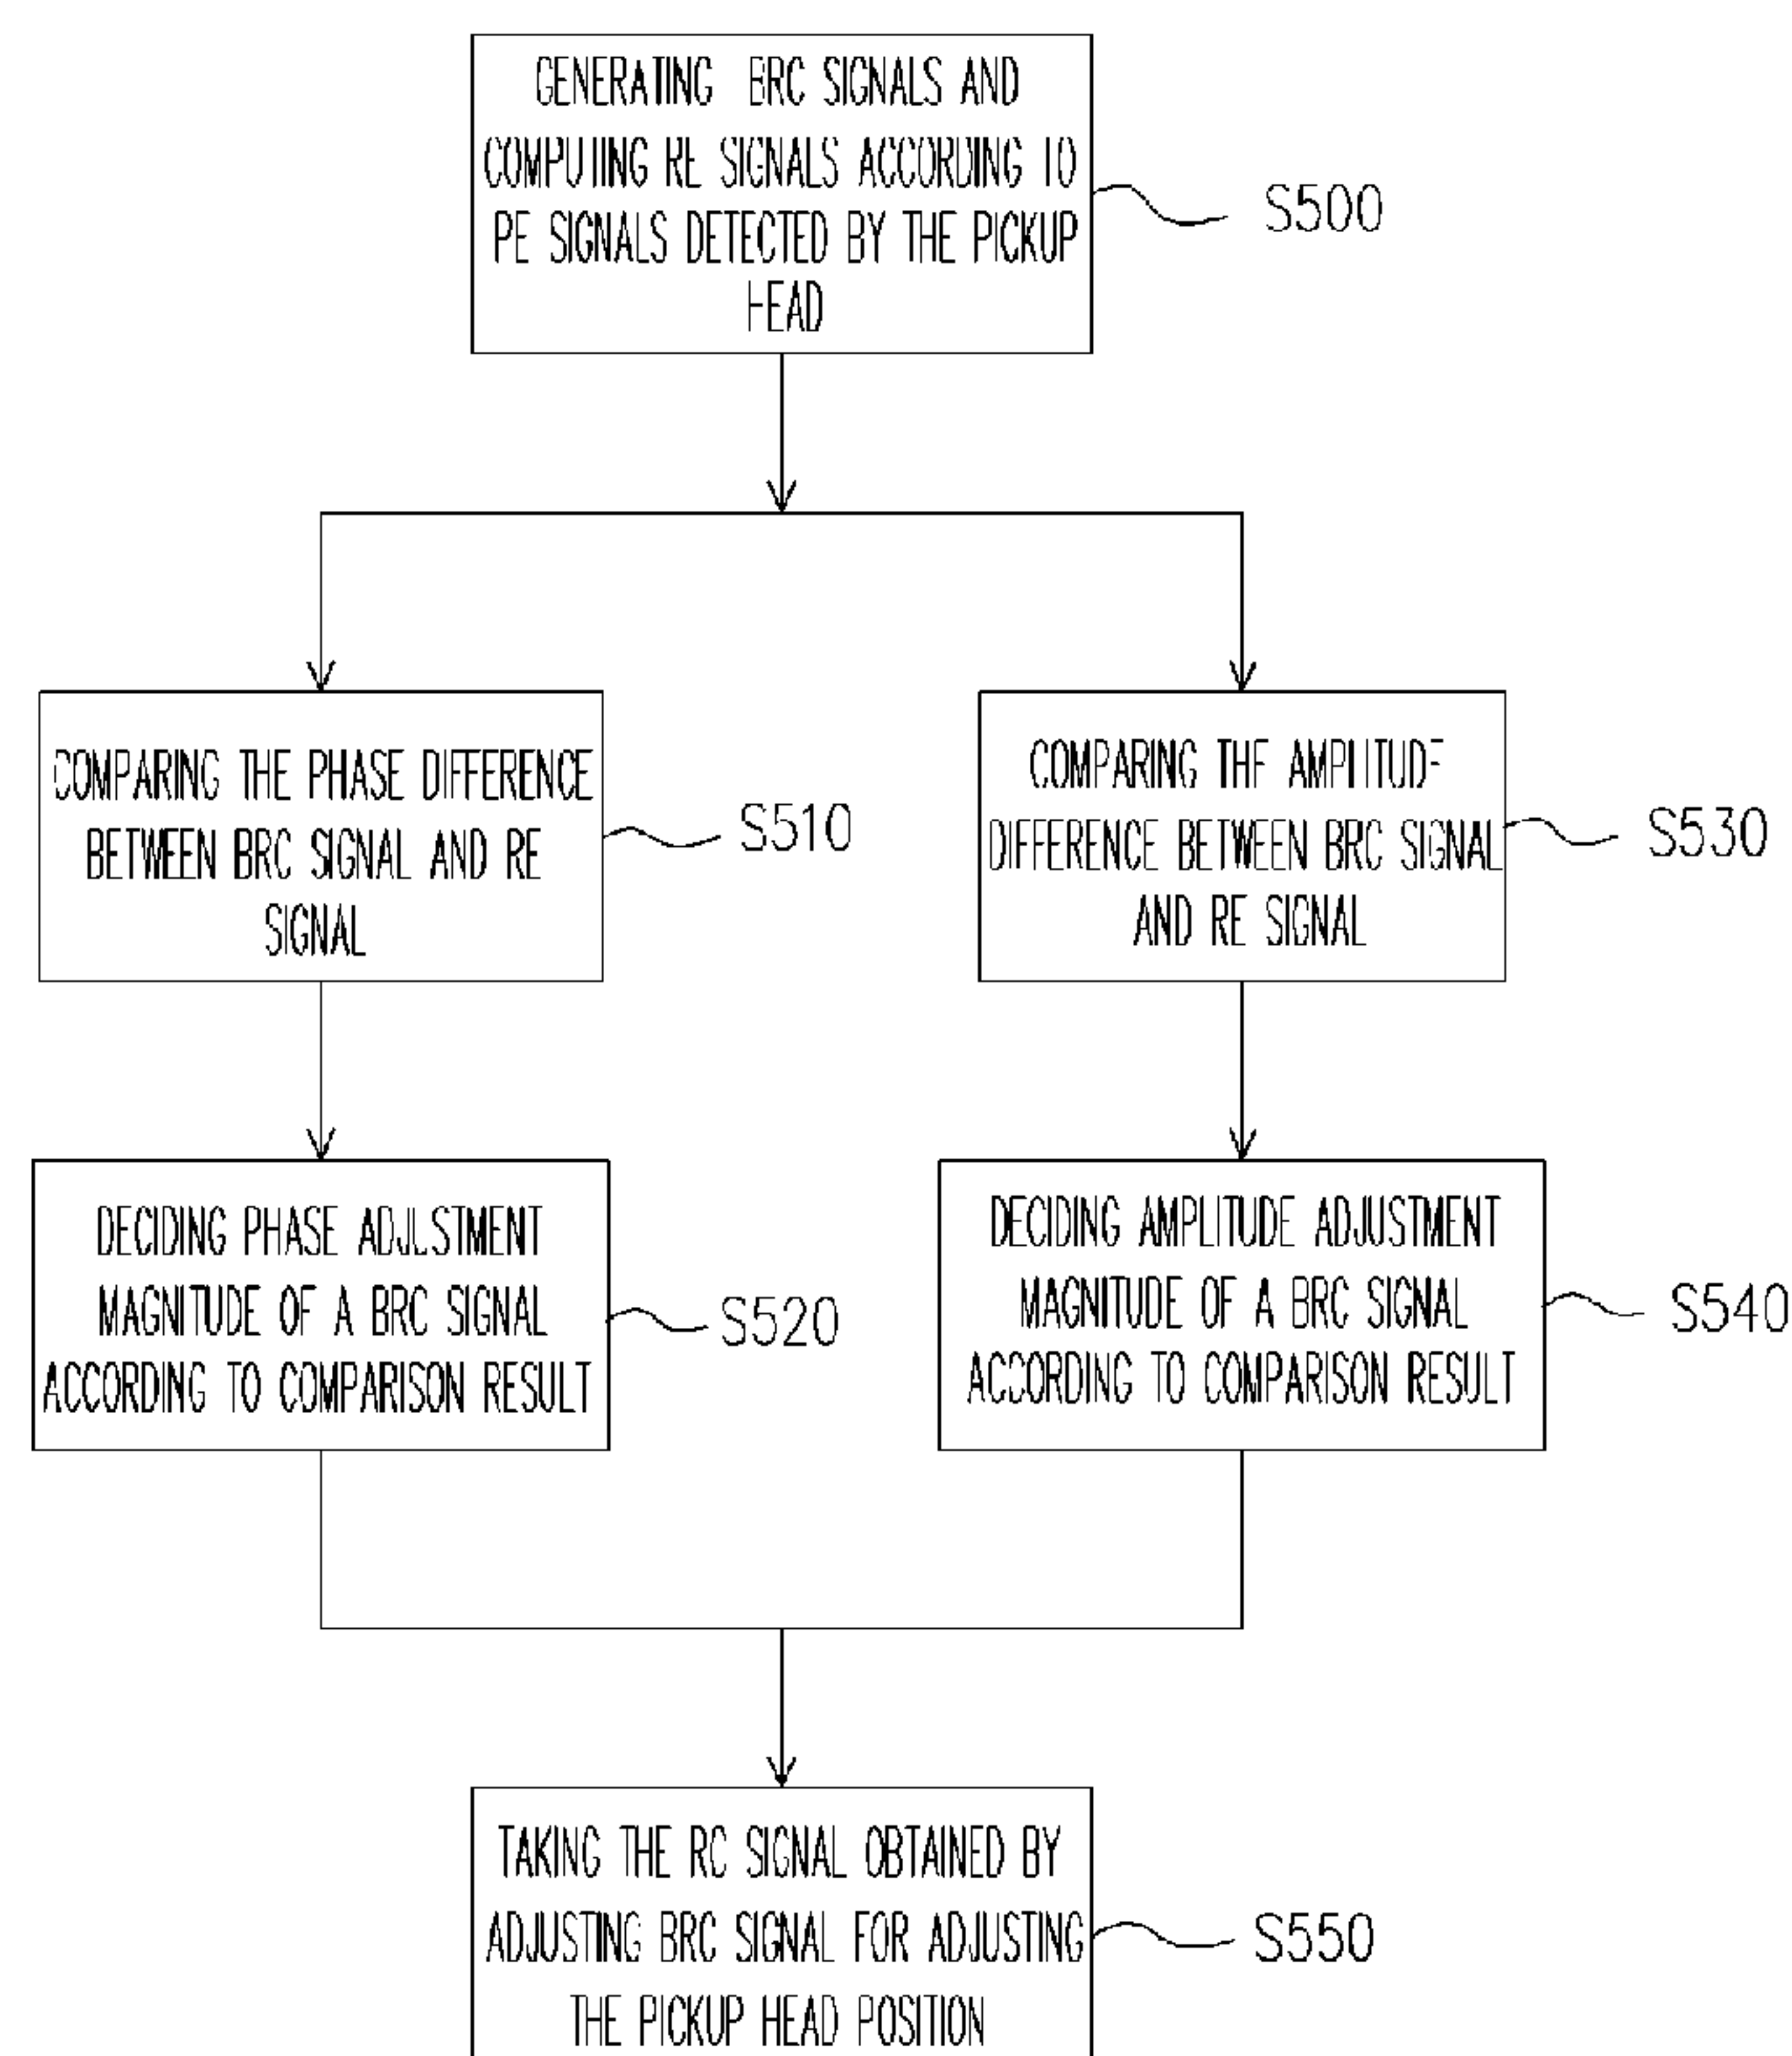 GENERATING BRC SIGNALS AND
COMPUTING RE SIGNALS ACCORDING TO
PE SIGNALS DETECTED BY THE PICKUP
HEAD
S500
COMPARING THE PHASE DIFFERENCE
BETWEEN BRC SIGNAL AND RE
SIGNAL
S510
COMPARING THE AMPLITUDE
DIFFERENCE BETWEEN BRC SIGNAL
AND RE SIGNAL
S530
DECIDING PHASE ADJUSTMENT
MAGNITUDE OF A BRC SIGNAL
ACCORDING TO COMPARISON RESULT
S520
DECIDING AMPLITUDE ADJUSTMENT
MAGNITUDE OF A BRC SIGNAL
ACCORDING TO COMPARISON RESULT
S540
TAKING THE RC SIGNAL OBTAINED BY
ADJUSTING BRC SIGNAL FOR ADJUSTING
THE PICKUP HEAD POSITION
S550